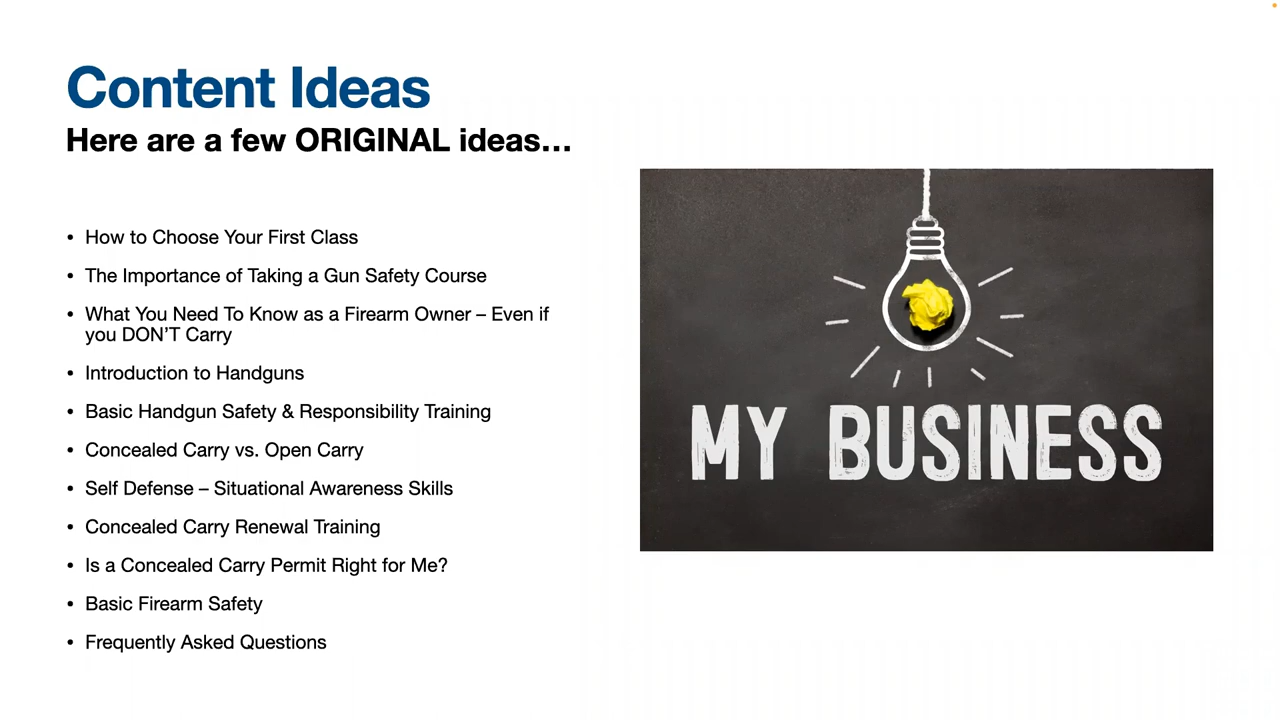 Content Ideas
Here are a few ORIGINAL ideas…
• How to Choose Your First Class
• The Importance of Taking a Gun Safety Course
• What You Need To Know as a Firearm Owner – Even if
you DON’T Carry
• Introduction to Handguns
• Basic Handgun Safety & Responsibility Training
• Concealed Carry vs. Open Carry
• Self Defense – Situational Awareness Skills
• Concealed Carry Renewal Training
• Is a Concealed Carry Permit Right for Me?
• Basic Firearm Safety
• Frequently Asked Questions
MY BUSINESS